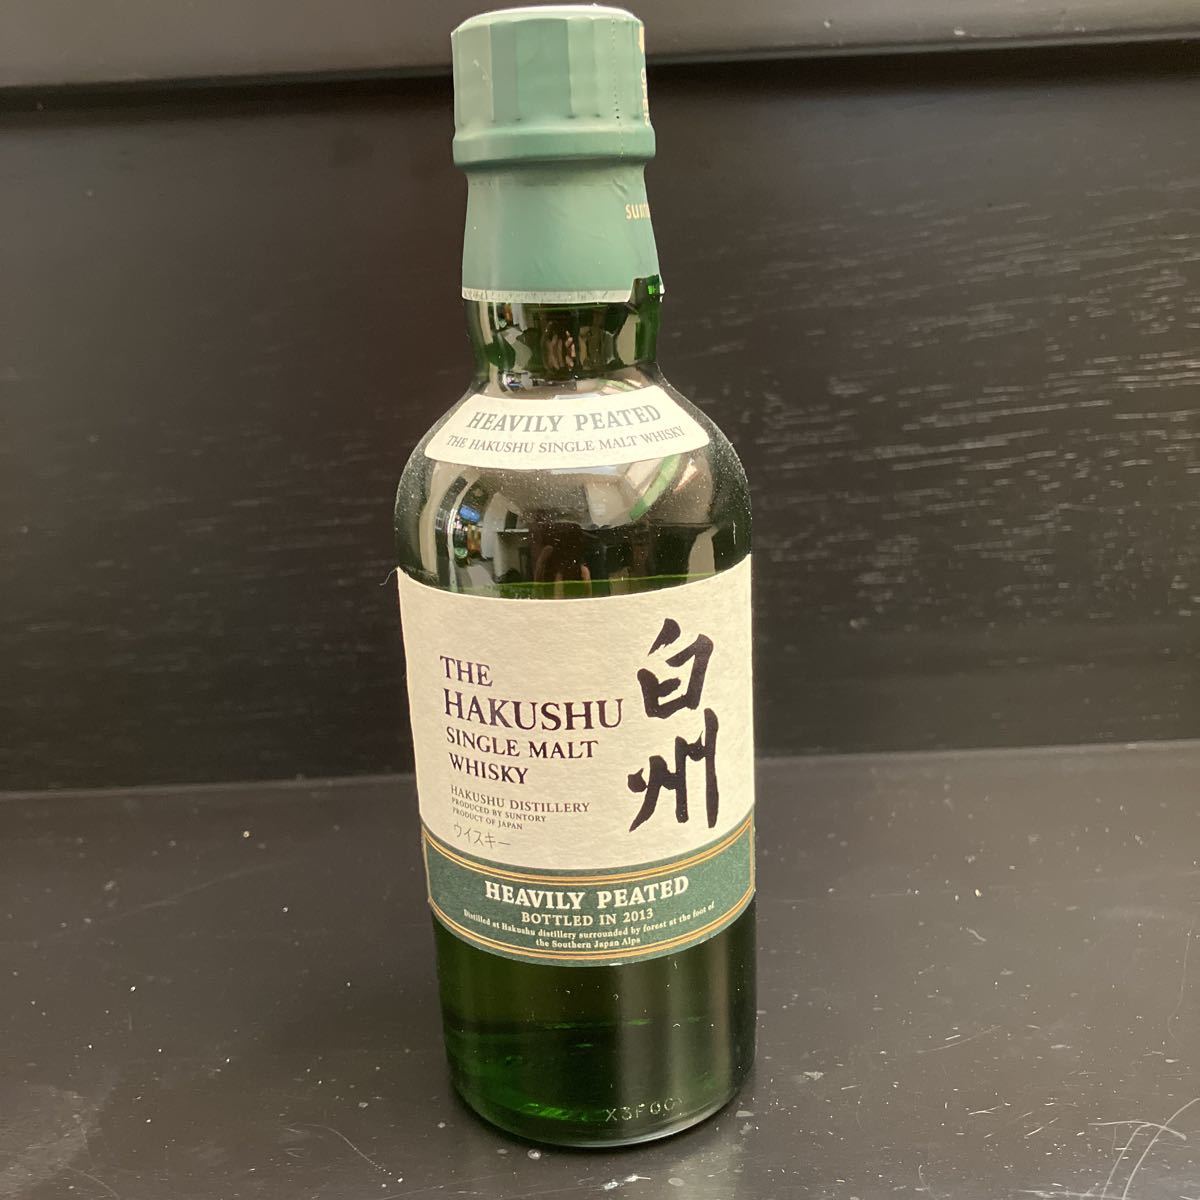 HEAVILY PEATED
THE HAKUSHU SINGLE MALT WHISKY
THE
HAKUSHU
SINGLE MALT
WHISKY
白州
HAKUSHU DISTILLERY
PRODUCED BY SUNTORY
PRODUCT OF JAPAN
ウイスキー
HEAVILY PEATED
BOTTLED IN 2013
Distilled at Hakushu distillery surrounded by forest at the foot of
the Southern Japan Alps